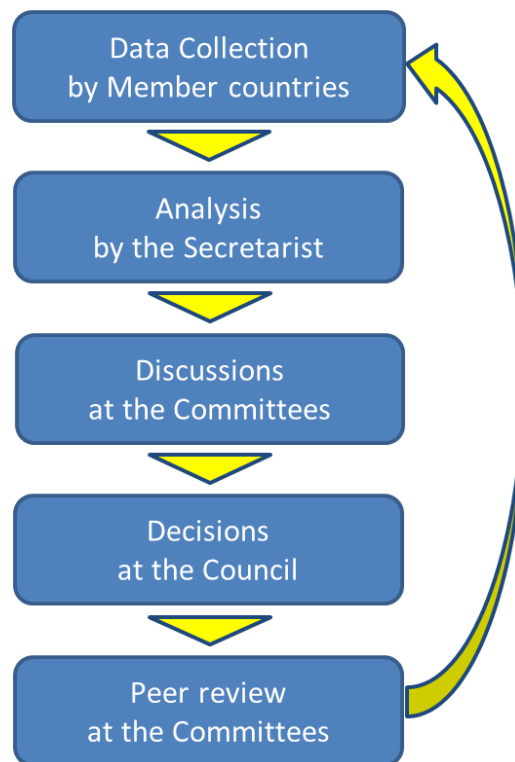 Data Collection
by Member countries
Analysis
by the Secretarist
Discussions
at the Committees
Decisions
at the Council
Peer review
at the Committees